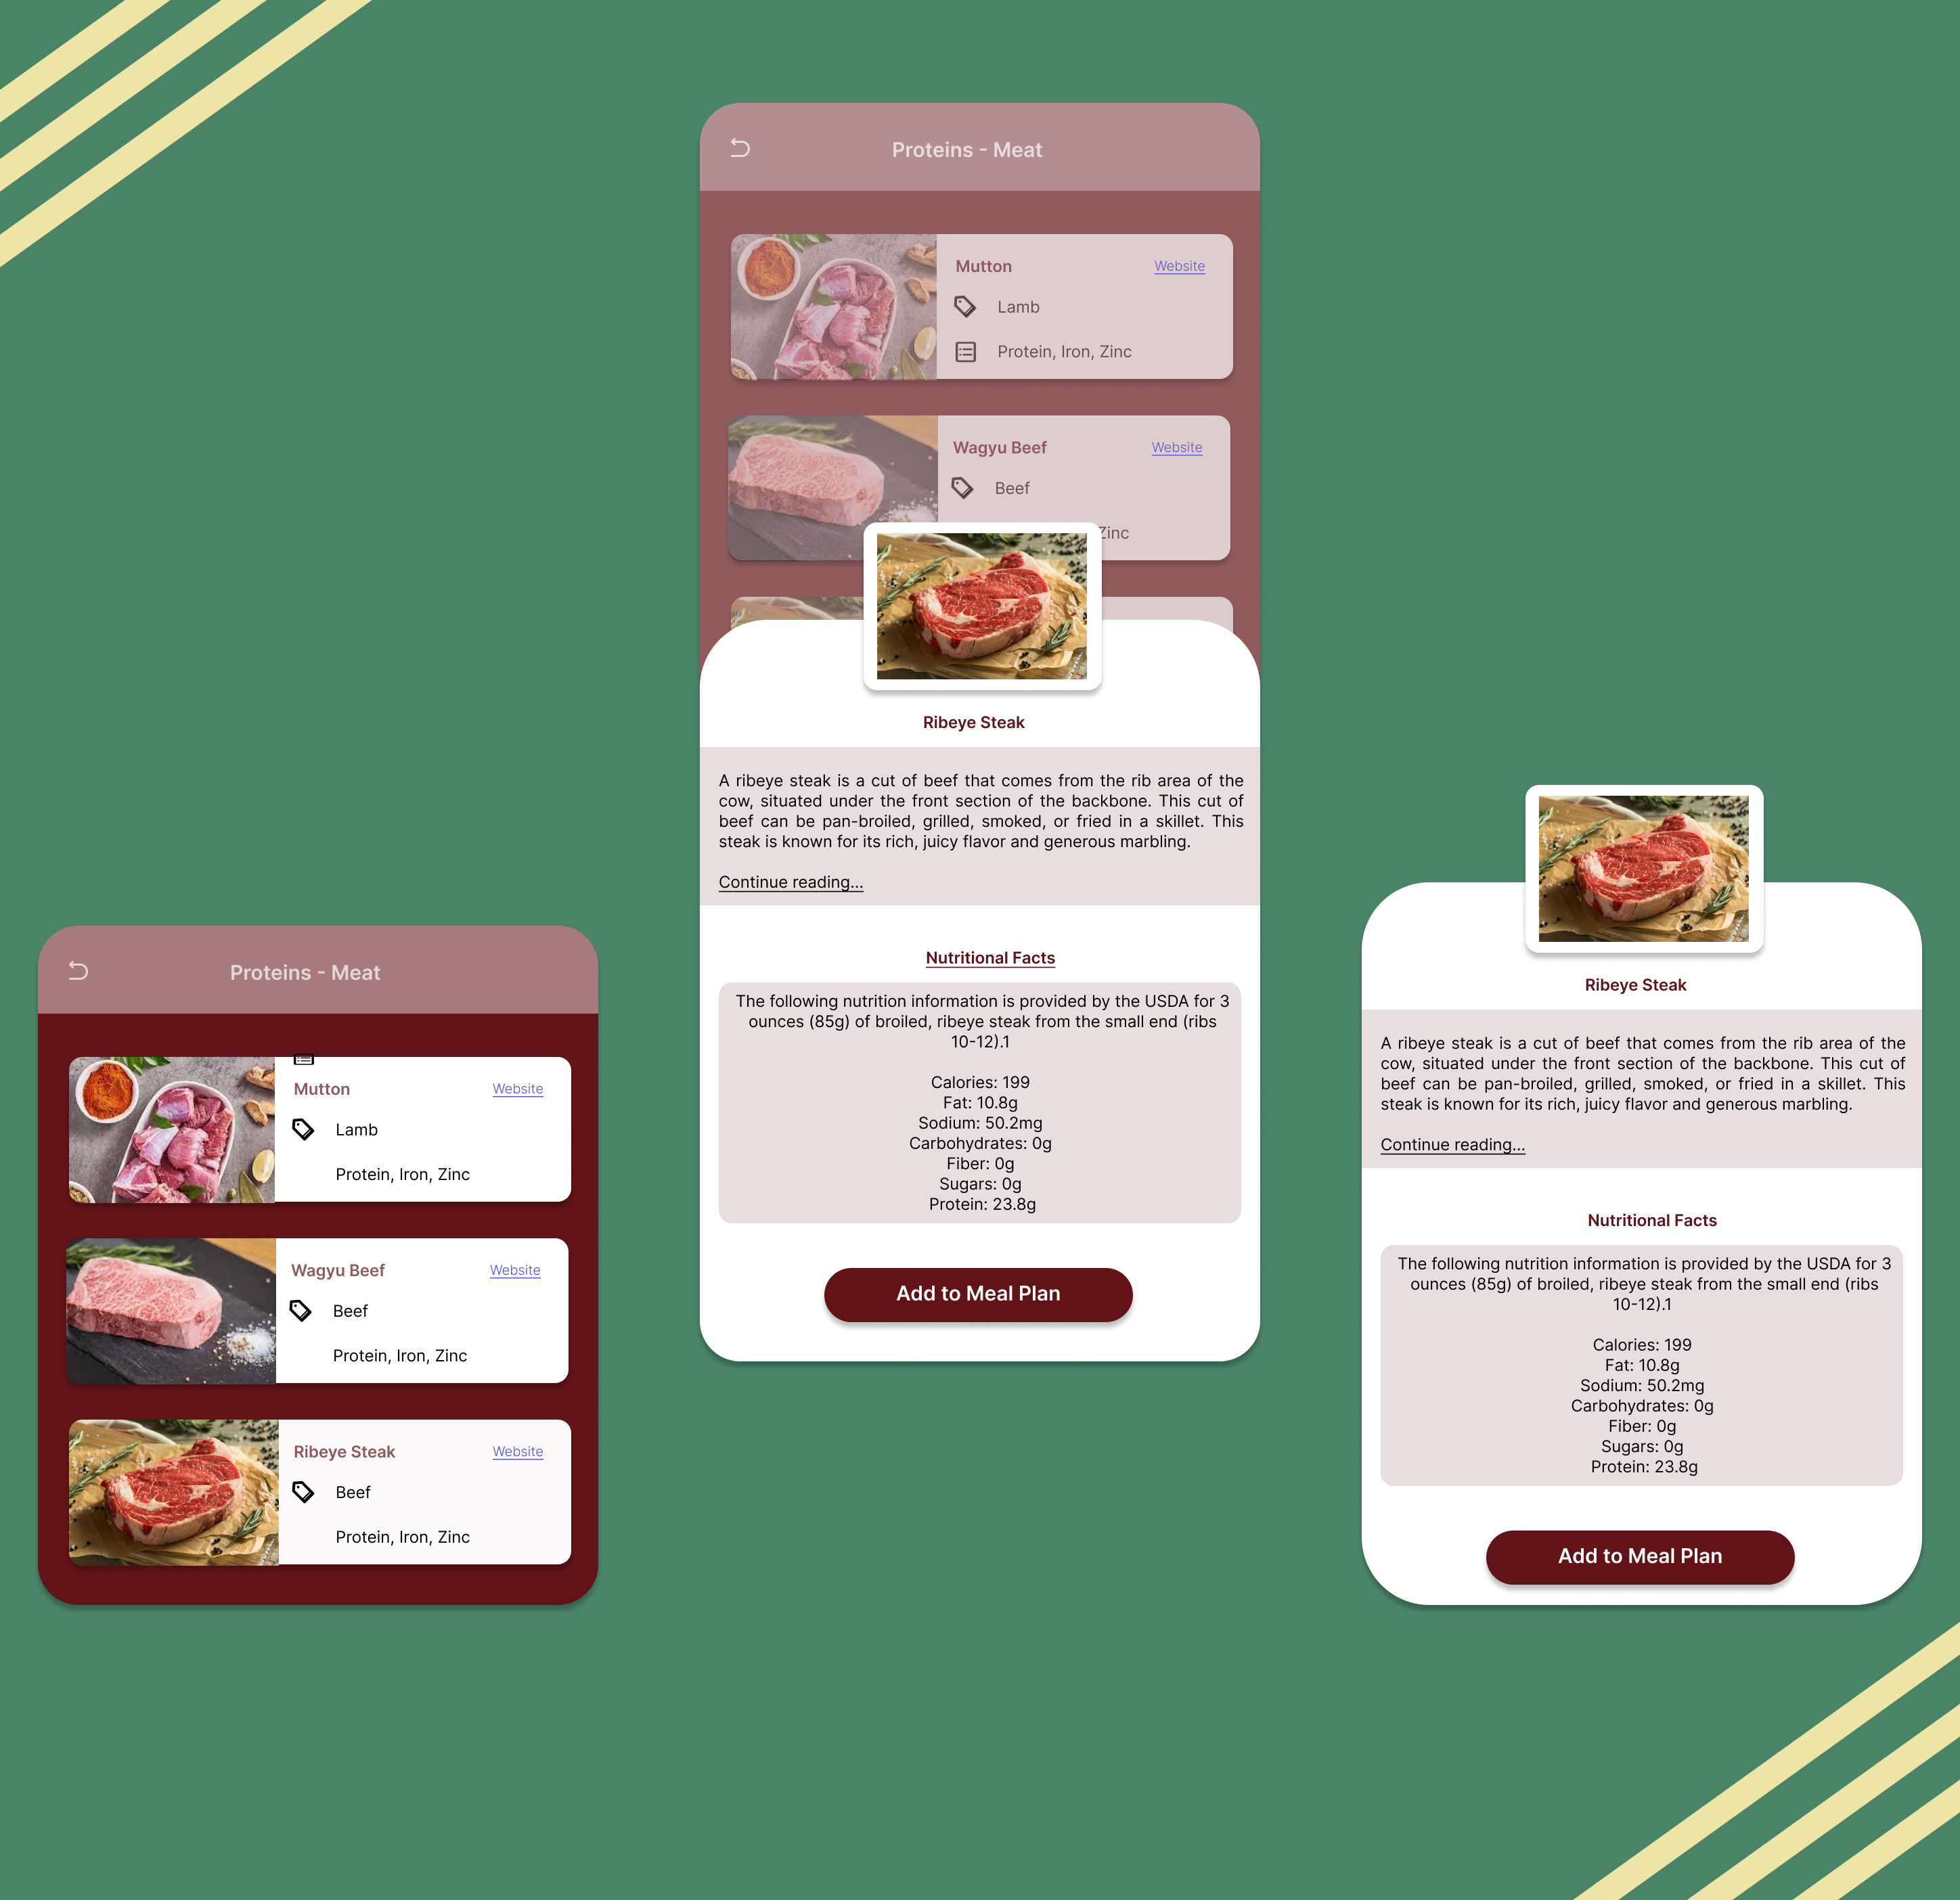 Proteins - Meat
Mutton
Website
Lamb
Protein, Iron, Zinc
Wagyu Beef
Website
Beef
Protein, Iron, Zinc
Ribeye Steak
Website
Beef
Protein, Iron, Zinc
Proteins - Meat
Mutton
Website
Lamb
Protein, Iron, Zinc
Wagyu Beef
Website
Beef
Zinc
Ribeye Steak
A ribeye steak is a cut of beef that comes from the rib area of the
cow, situated under the front section of the backbone. This cut of
beef can be pan-broiled, grilled, smoked, or fried in a skillet. This
steak is known for its rich, juicy flavor and generous marbling.
Continue reading...
Nutritional Facts
The following nutrition information is provided by the USDA for 3
ounces (85g) of broiled, ribeye steak from the small end (ribs
10-12).1
Calories: 199
Fat: 10.8g
Sodium: 50.2mg
Carbohydrates: 0g
Fiber: 0g
Sugars: 0g
Protein: 23.8g
Add to Meal Plan
Ribeye Steak
A ribeye steak is a cut of beef that comes from the rib area of the
cow, situated under the front section of the backbone. This cut of
beef can be pan-broiled, grilled, smoked, or fried in a skillet. This
steak is known for its rich, juicy flavor and generous marbling.
Continue reading...
Nutritional Facts
The following nutrition information is provided by the USDA for 3
ounces (85g) of broiled, ribeye steak from the small end (ribs
10-12).1
Calories: 199
Fat: 10.8g
Sodium: 50.2mg
Carbohydrates: 0g
Fiber: 0g
Sugars: 0g
Protein: 23.8g
Add to Meal Plan